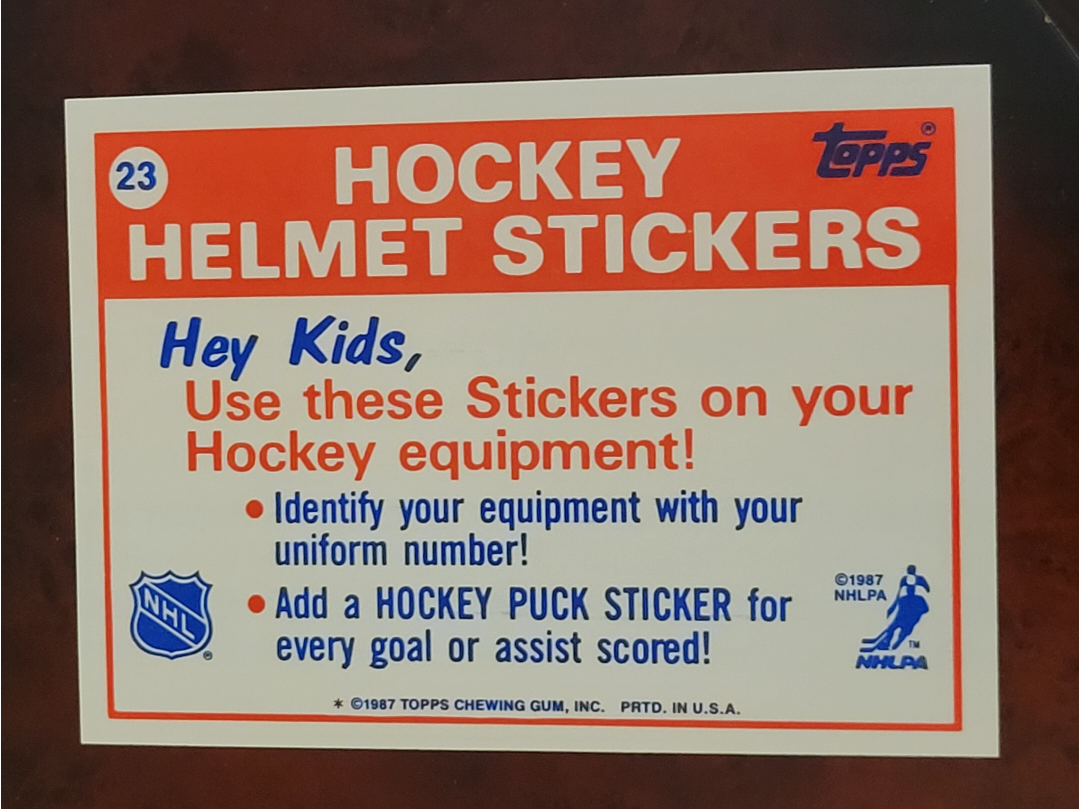 23
HOCKEY
HELMET STICKERS
Topps®
Hey Kids,
Use these Stickers on your
Hockey equipment!
• Identify your equipment with your
uniform number!
• Add a HOCKEY PUCK STICKER for
every goal or assist scored!
NHL
®
©1987
NHLPA
TM
NHLPA
* ©1987 TOPPS CHEWING GUM, INC. PRTD. IN U.S.A.